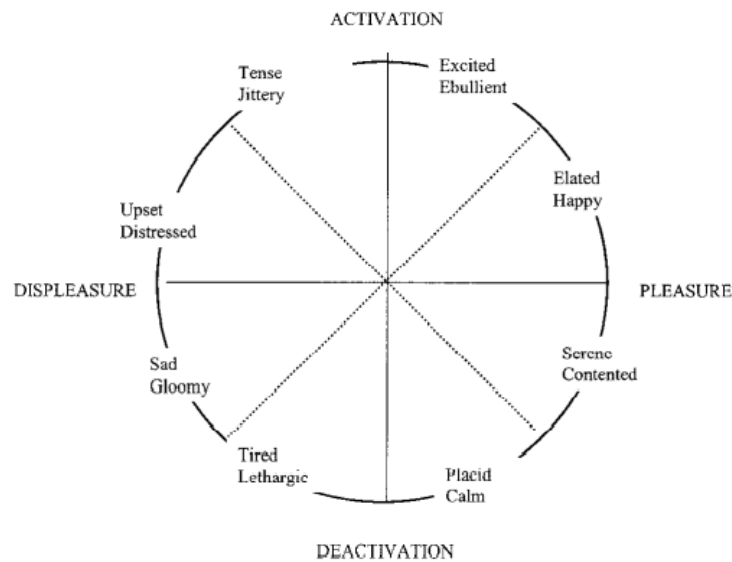 ACTIVATION
Tense
Jittery
Excited
Ebullient
Elated
Happy
Upset
Distressed
DISPLEASURE
PLEASURE
Serene
Contented
Sad
Gloomy
Tired
Lethargic
Placid
Calm
DEACTIVATION